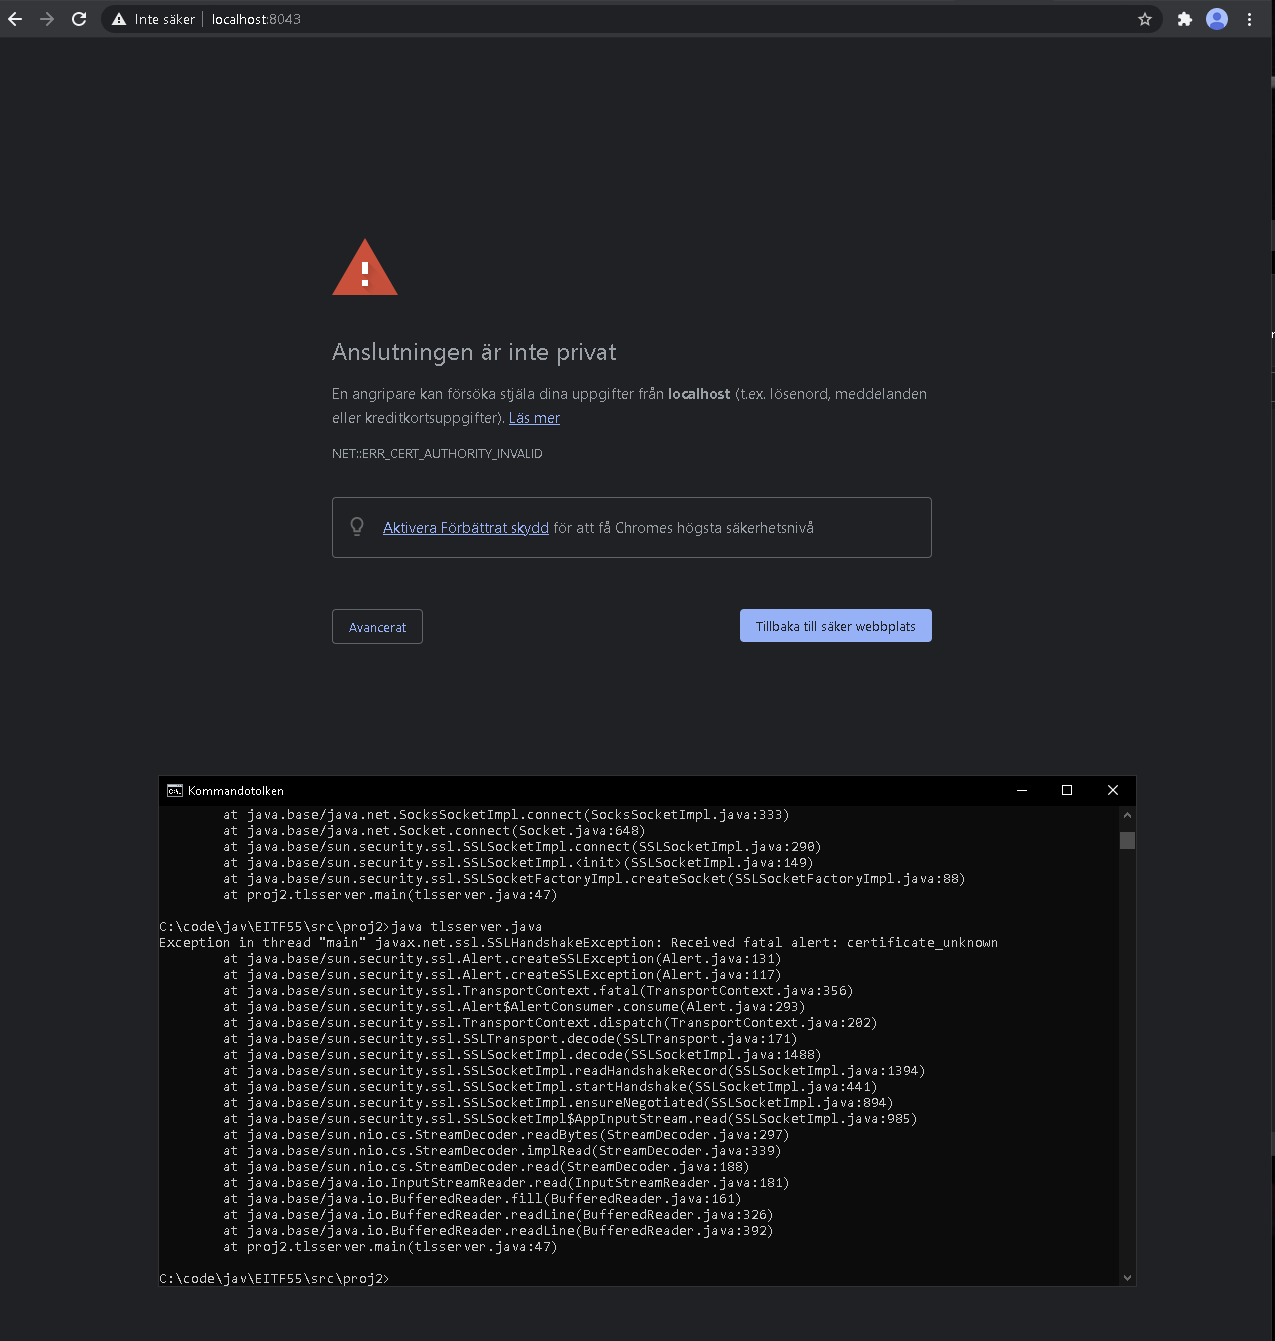 Inte säker localhost:8043
Anslutningen är inte privat
En angripare kan försöka stjäla dina uppgifter från localhost (t.ex. lösenord, meddelanden
eller kreditkortsuppgifter). Läs mer
NET::ERR_CERT_AUTHORITY_INVALID
Aktivera Förbättrat skydd för att få Chromes högsta säkerhetsnivå
Avancerat
Tillbaka till säker webbplats
Kommandotolken
at java.base/java.net.SocksSocketImpl.connect(SocksSocketImpl.java:333)
at java.base/java.net.Socket.connect(Socket.java:648)
at java.base/sun.security.ssl.SSLSocketImpl.connect(SSLSocketImpl.java:290)
at java.base/sun.security.ssl.SSLSocketImpl.<init>(SSLSocketImpl.java:149)
at java.base/sun.security.ssl.SSLSocketFactoryImpl.createSocket(SSLSocketFactoryImpl.java:88)
at proj2.tlsserver.main(tlsserver.java:47)
C:\code\jav\EITF55\src\proj2>java tlsserver.java
Exception in thread "main" javax.net.ssl.SSLHandshakeException: Received fatal alert: certificate_unknown
at java.base/sun.security.ssl.Alert.createSSLException(Alert.java:131)
at java.base/sun.security.ssl.Alert.createSSLException(Alert.java:117)
at java.base/sun.security.ssl.TransportContext.fatal(TransportContext.java:356)
at java.base/sun.security.ssl.Alert$AlertConsumer.consume(Alert.java:293)
at java.base/sun.security.ssl.TransportContext.dispatch(TransportContext.java:202)
at java.base/sun.security.ssl.SSLTransport.decode(SSLTransport.java:171)
at java.base/sun.security.ssl.SSLSocketImpl.decode(SSLSocketImpl.java:1488)
at java.base/sun.security.ssl.SSLSocketImpl.readHandshakeRecord(SSLSocketImpl.java:1394)
at java.base/sun.security.ssl.SSLSocketImpl.startHandshake(SSLSocketImpl.java:441)
at java.base/sun.security.ssl.SSLSocketImpl.ensureNegotiated(SSLSocketImpl.java:894)
at java.base/sun.security.ssl.SSLSocketImpl$AppInputStream.read(SSLSocketImpl.java:985)
at java.base/sun.nio.cs.StreamDecoder.readBytes(StreamDecoder.java:297)
at java.base/sun.nio.cs.StreamDecoder.implRead(StreamDecoder.java:339)
at java.base/sun.nio.cs.StreamDecoder.read(StreamDecoder.java:188)
at java.base/java.io.InputStreamReader.read(InputStreamReader.java:181)
at java.base/java.io.BufferedReader.fill(BufferedReader.java:161)
at java.base/java.io.BufferedReader.readLine(BufferedReader.java:326)
at java.base/java.io.BufferedReader.readLine(BufferedReader.java:392)
at proj2.tlsserver.main(tlsserver.java:47)
C:\code\jav\EITF55\src\proj2>